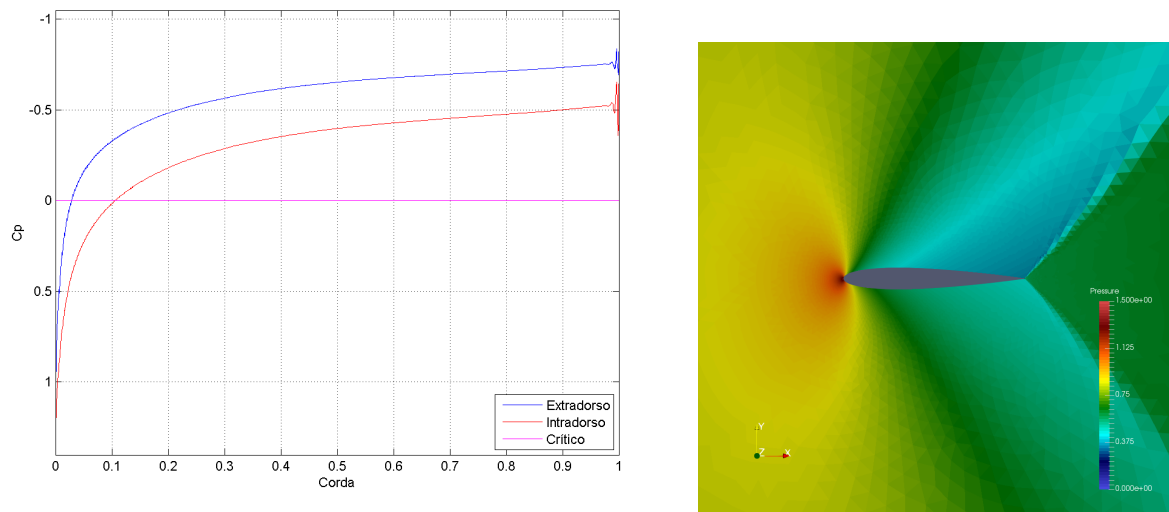 -1
-0.5
0
0.5
1
Cp
0 0.1 0.2 0.3 0.4 0.5 0.6 0.7 0.8 0.9 1
Corda
Extradorso
Intradorso
Crítico
Pressure
1.500e+00
1.125
0.75
0.375
0.000e+00
Y
Z X